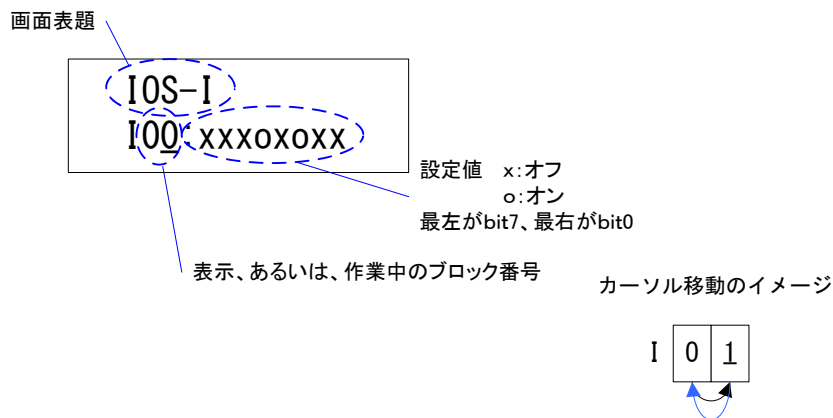 画面表題
IOS-I
I00:xxxoxoxx
設定値 x:オフ
o:オン
最左がbit7、最右がbit0
表示、あるいは、作業中のブロック番号
カーソル移動のイメージ
I 0 1